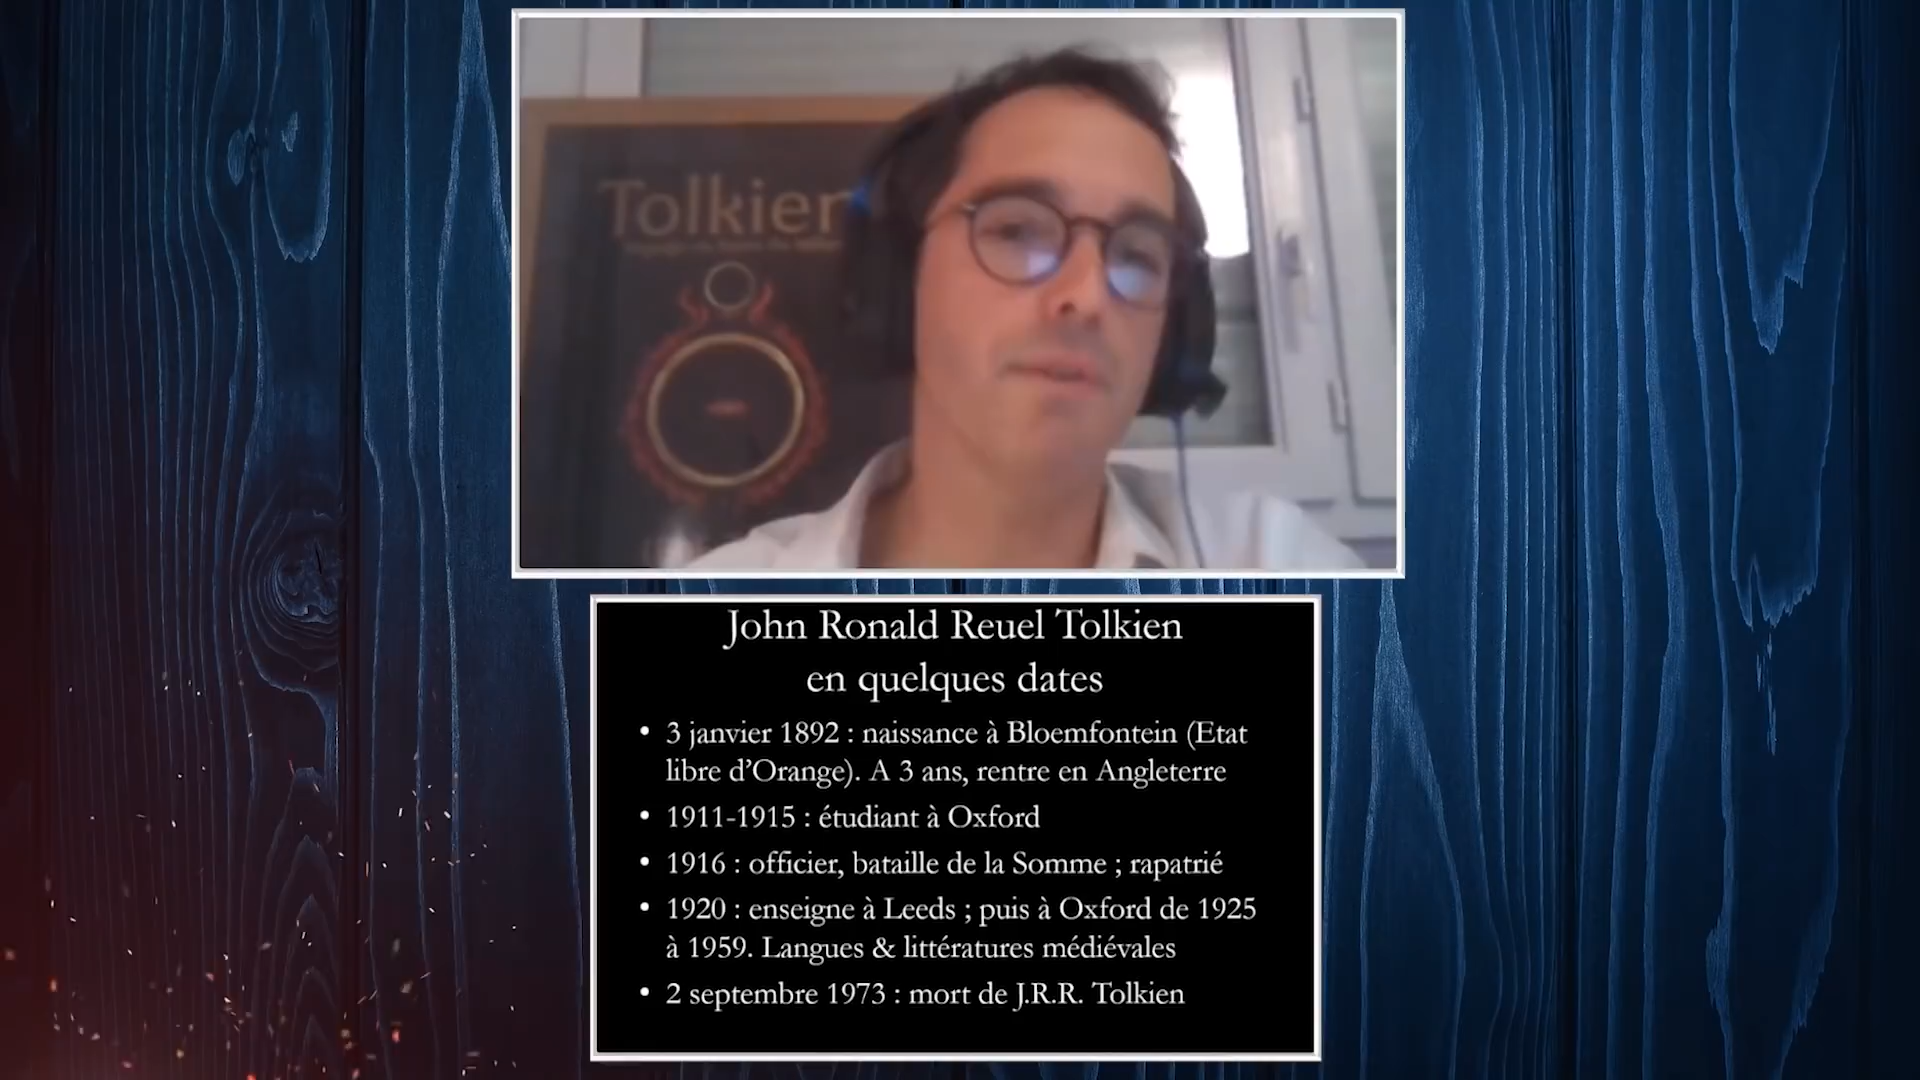 Tolkien
John Ronald Reuel Tolkien
en quelques dates
• 3 janvier 1892 : naissance à Bloemfontein (Etat
libre d’Orange). A 3 ans, rentre en Angleterre
• 1911-1915 : étudiant à Oxford
• 1916 : officier, bataille de la Somme ; rapatrié
• 1920 : enseigne à Leeds ; puis à Oxford de 1925
à 1959. Langues & littératures médiévales
• 2 septembre 1973 : mort de J.R.R. Tolkien